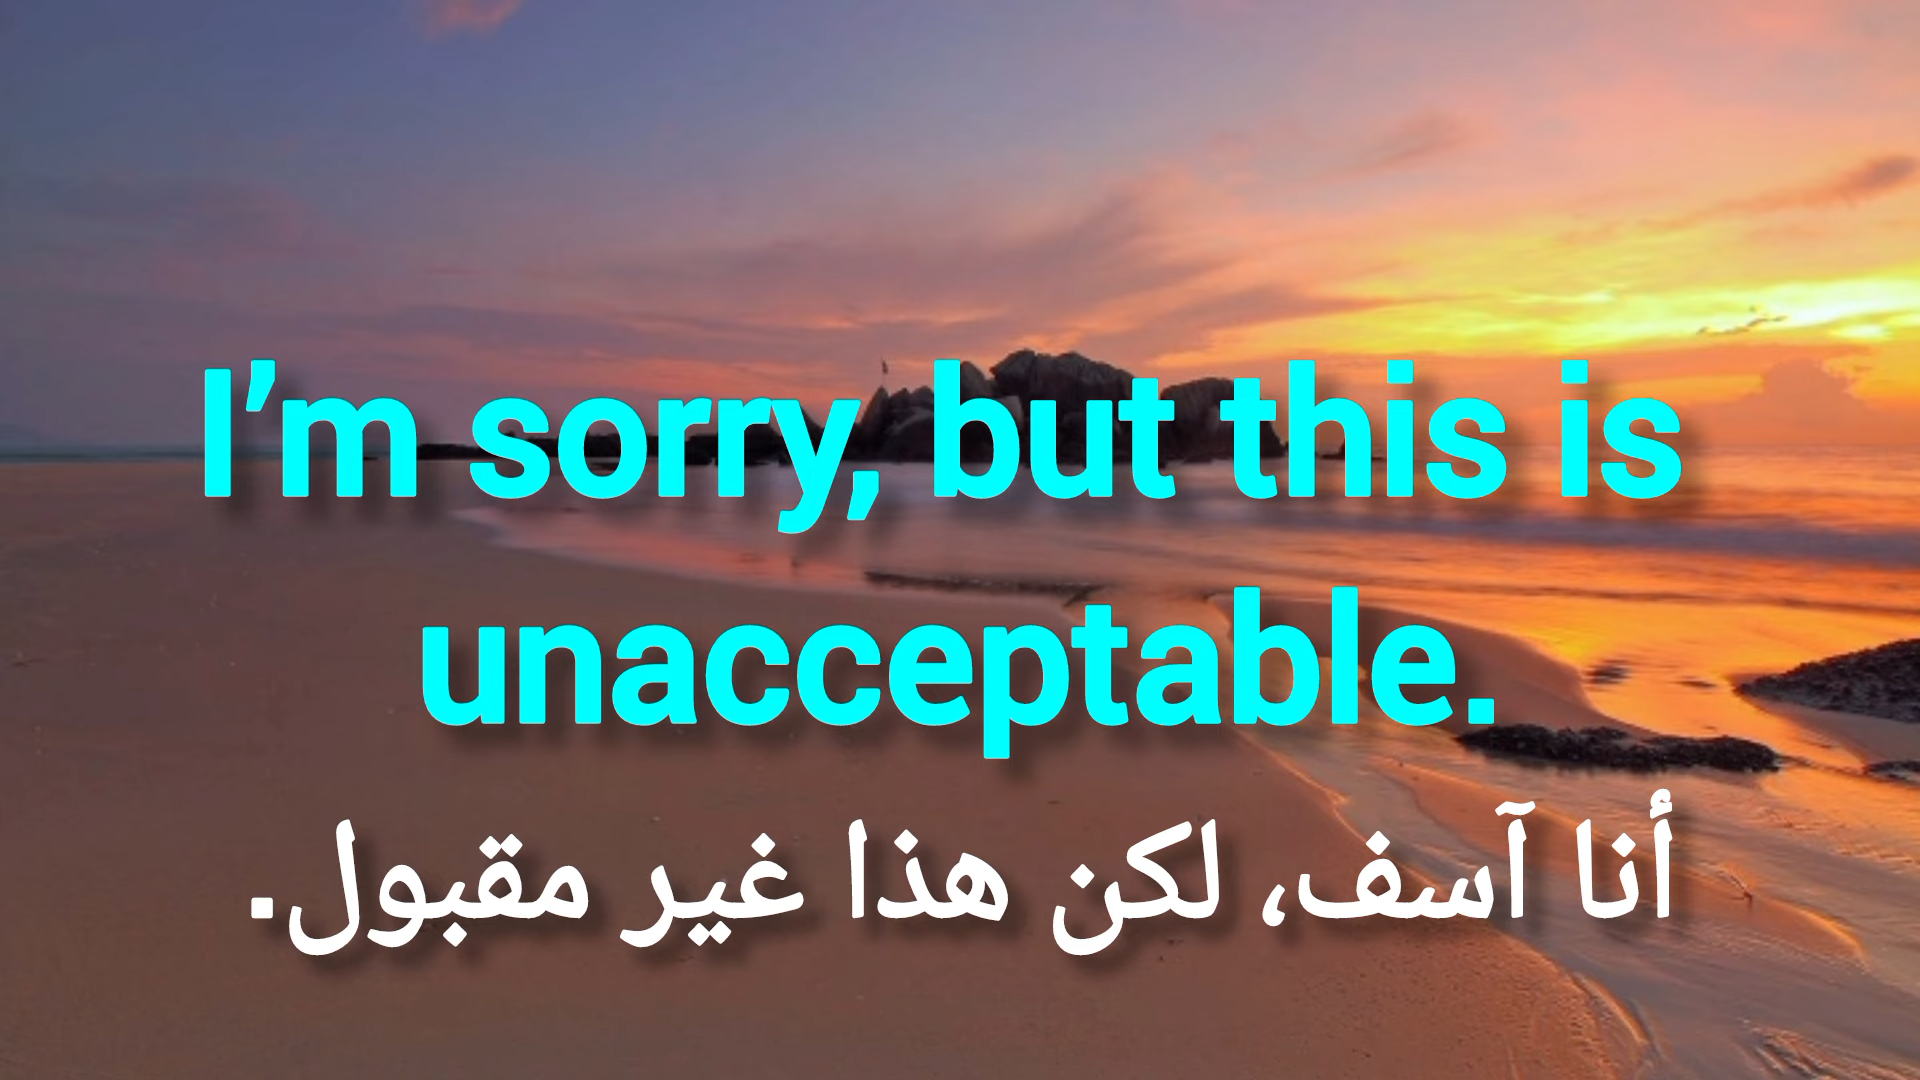 I’m sorry, but this is
unacceptable.
أنا آسف، لكن هذا غير مقبول.